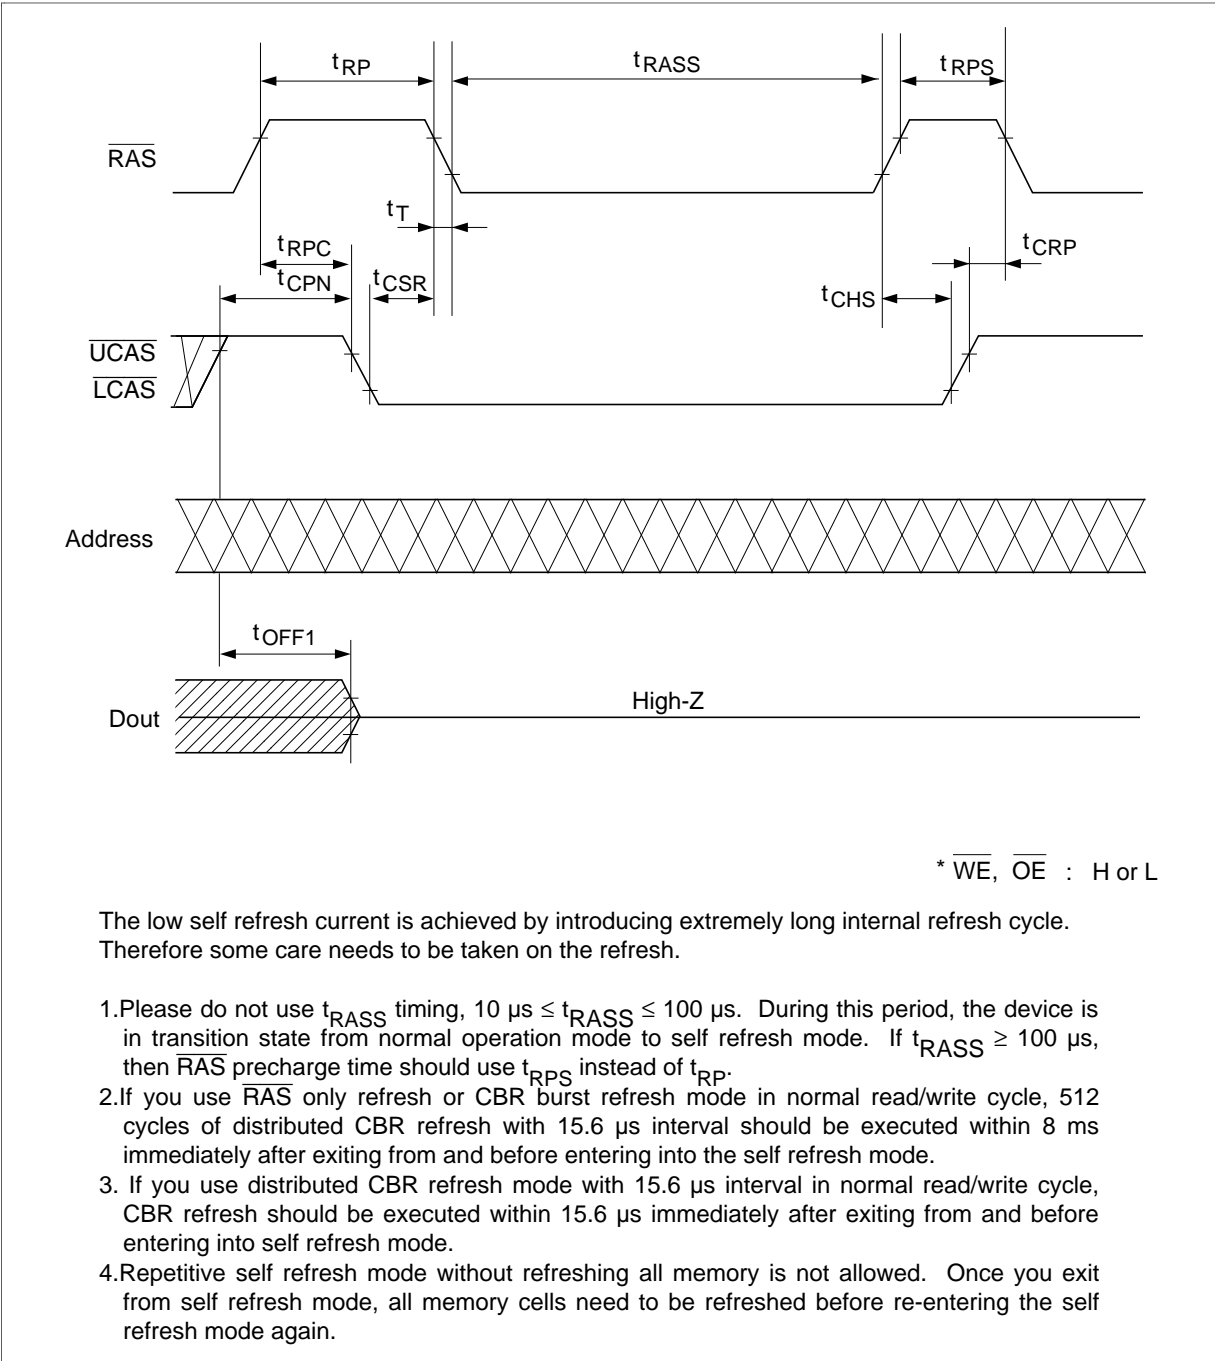 tRP tRASS tRPS
RAS
tT
tRPC tCRP
tCPN tCSR tCHS
UCAS
LCAS
Address
tOFF1
High-Z
Dout
* WE, OE : H or L
The low self refresh current is achieved by introducing extremely long internal refresh cycle.
Therefore some care needs to be taken on the refresh.
1.Please do not use tRASS timing, 10 µs ≤ tRASS ≤ 100 µs. During this period, the device is
in transition state from normal operation mode to self refresh mode. If tRASS ≥ 100 µs,
then RAS precharge time should use tRPS instead of tRP.
2.If you use RAS only refresh or CBR burst refresh mode in normal read/write cycle, 512
cycles of distributed CBR refresh with 15.6 µs interval should be executed within 8 ms
immediately after exiting from and before entering into the self refresh mode.
3. If you use distributed CBR refresh mode with 15.6 µs interval in normal read/write cycle,
CBR refresh should be executed within 15.6 µs immediately after exiting from and before
entering into self refresh mode.
4.Repetitive self refresh mode without refreshing all memory is not allowed. Once you exit
from self refresh mode, all memory cells need to be refreshed before re-entering the self
refresh mode again.